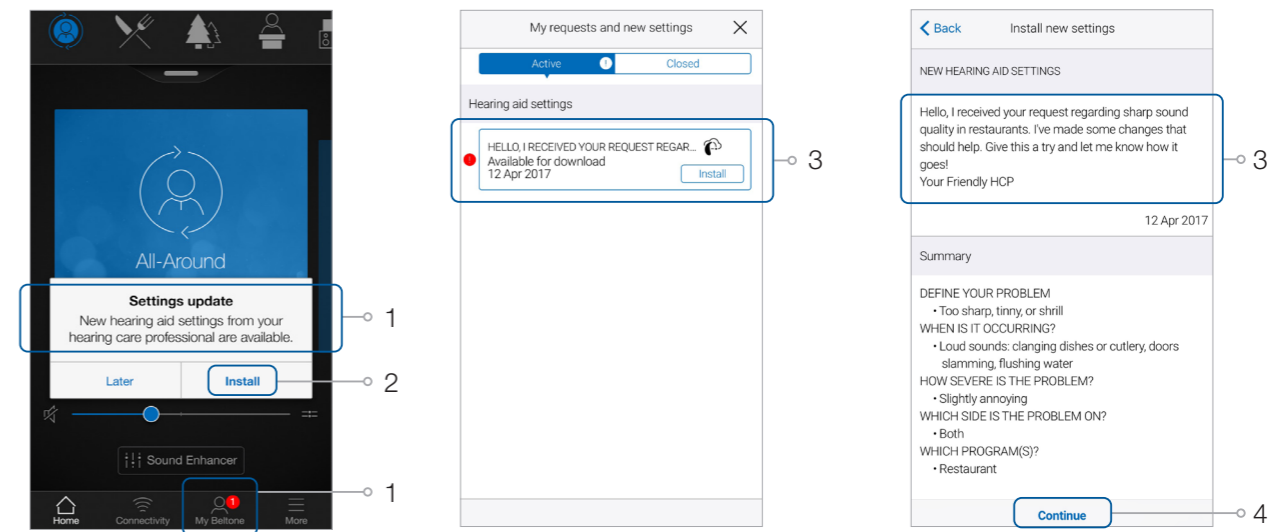 All-Around
Settings update
New hearing aid settings from your
hearing care professional are available.
Later
Install
Sound Enhancer
Home
Connectivity
My Beltone
1
More
1
2
1
My requests and new settings
Active
!
Closed
Hearing aid settings
!
HELLO, I RECEIVED YOUR REQUEST REGAR...
Available for download
12 Apr 2017
Install
3
Back
Install new settings
NEW HEARING AID SETTINGS
Hello, I received your request regarding sharp sound
quality in restaurants. I've made some changes that
should help. Give this a try and let me know how it
goes!
Your Friendly HCP
12 Apr 2017
Summary
DEFINE YOUR PROBLEM
• Too sharp, tinny, or shrill
WHEN IS IT OCCURRING?
• Loud sounds: clanging dishes or cutlery, doors
slamming, flushing water
HOW SEVERE IS THE PROBLEM?
• Slightly annoying
WHICH SIDE IS THE PROBLEM ON?
• Both
WHICH PROGRAM(S)?
• Restaurant
Continue
3
4